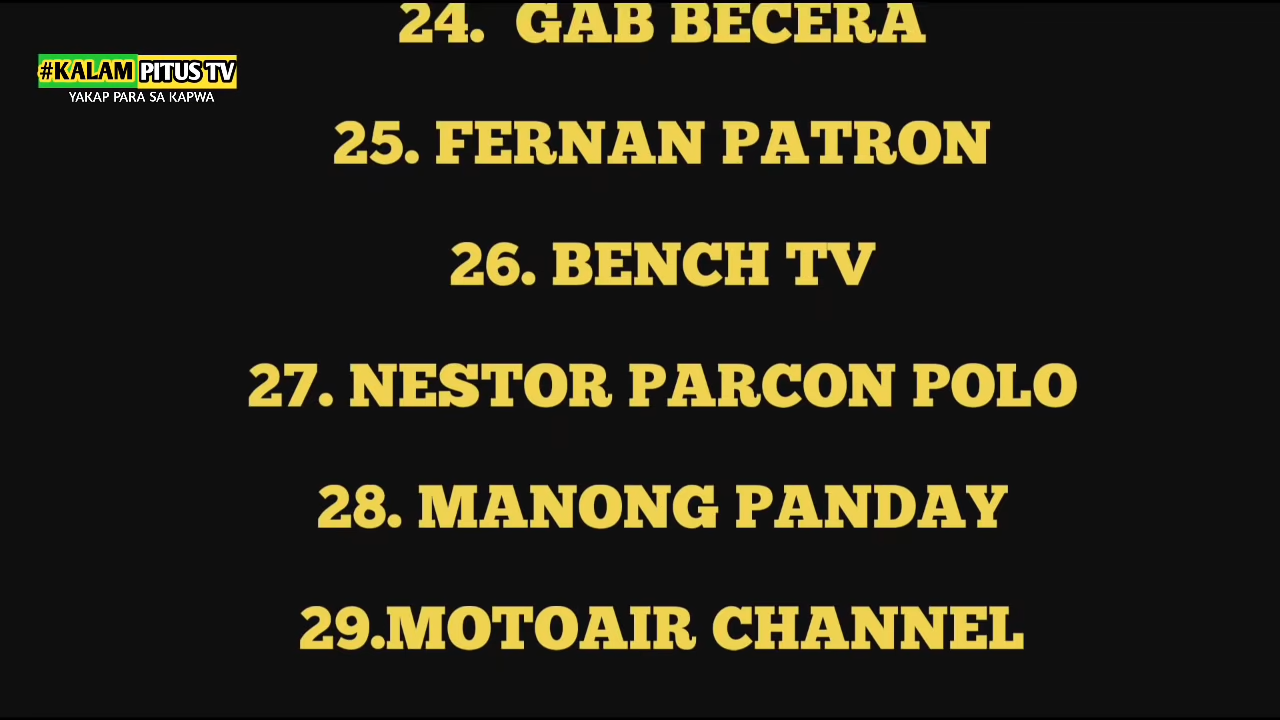 24. GAB BECERA
#KALAM PITUS TV
YAKAP PARA SA KAPWA
25. FERNAN PATRON
26. BENCH TV
27. NESTOR PARCON POLO
28. MANONG PANDAY
29.MOTOAIR CHANNEL